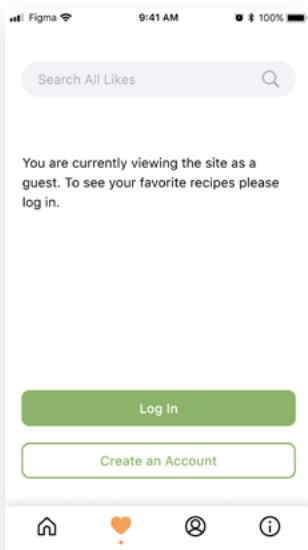 Figma 9:41 AM 100%
Search All Likes
You are currently viewing the site as a
guest. To see your favorite recipes please
log in.
Log In
Create an Account